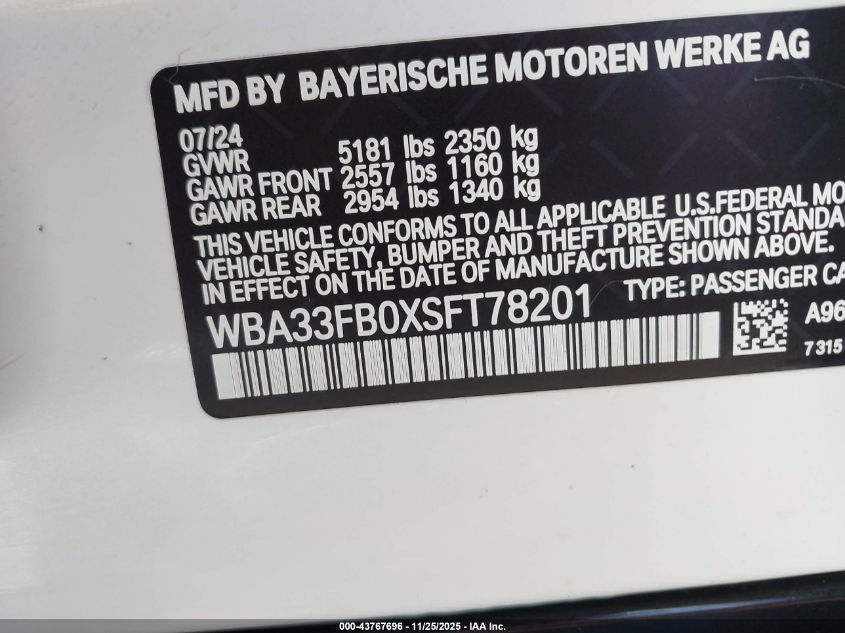 MFD BY BAYERISCHE MOTOREN WERKE AG
07/24
GVWR 5181 lbs 2350 kg
GAWR FRONT 2557 lbs 1160 kg
GAWR REAR 2954 lbs 1340 kg
THIS VEHICLE CONFORMS TO ALL APPLICABLE U.S.FEDERAL MO
VEHICLE SAFETY, BUMPER AND THEFT PREVENTION STANDA
IN EFFECT ON THE DATE OF MANUFACTURE SHOWN ABOVE.
WBA33FB0XSFT78201 TYPE: PASSENGER CA
A96
7315
000-43767696 - 11/25/2025 - IAA Inc.